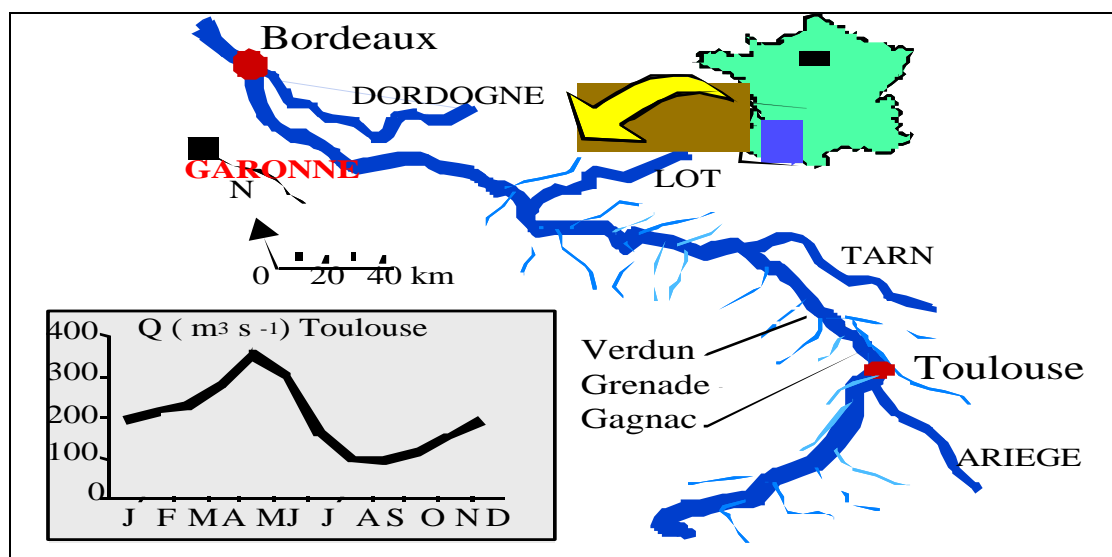 Bordeaux
DORDOGNE
GARONNE
N
LOT
0 20 40 km
TARN
Q ( m3 s -1) Toulouse
400
300
200
100
0
J F M A M J J A S O N D
Verdun
Grenade
Gagnac
Toulouse
ARIEGE